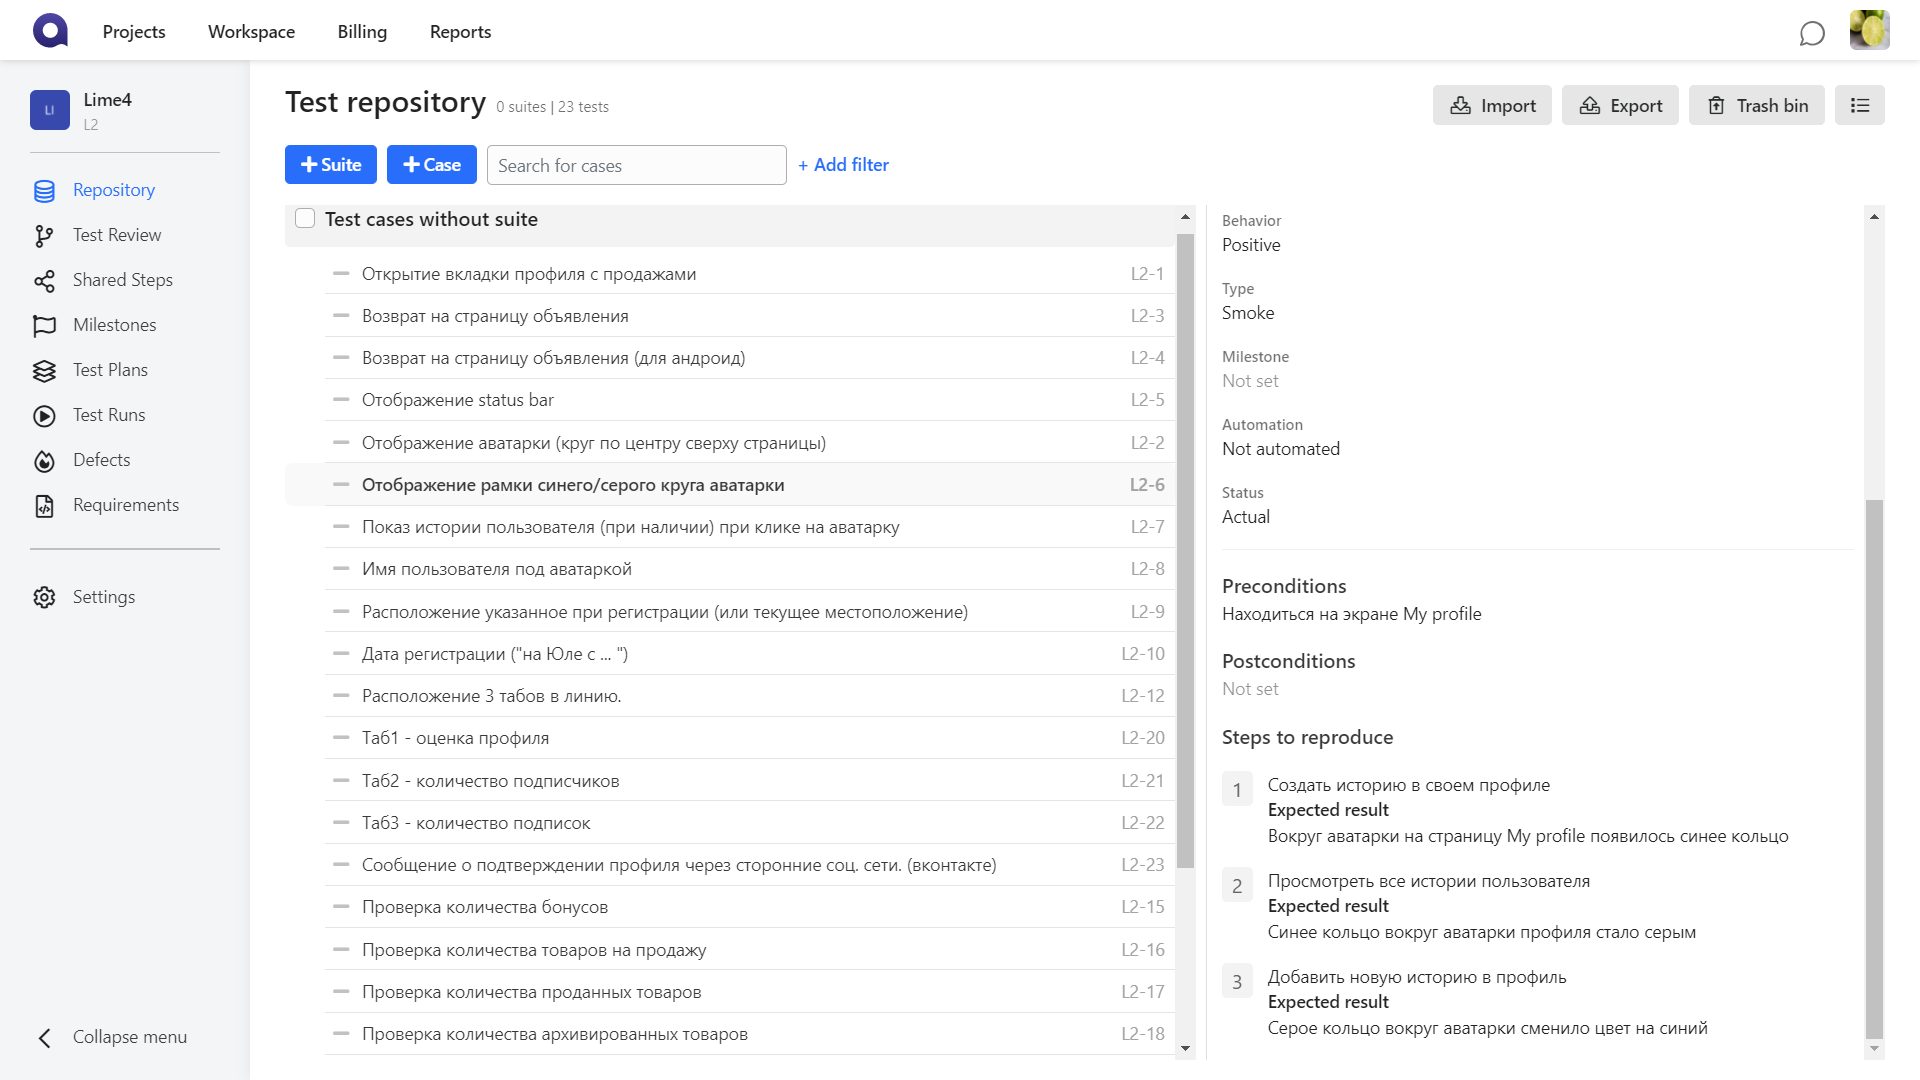 Projects
Workspace
Billing
Reports
LI
Lime4
L2
Repository
Test Review
Shared Steps
Milestones
Test Plans
Test Runs
Defects
Requirements
Settings
Collapse menu
Test repository 0 suites | 23 tests
Import
Export
Trash bin
+ Suite
+ Case
Search for cases
+ Add filter
Test cases without suite
Открытие вкладки профиля с продажами L2-1
Возврат на страницу объявления L2-3
Возврат на страницу объявления (для андроид) L2-4
Отображение status bar L2-5
Отображение аватарки (круг по центру сверху страницы) L2-2
Отображение рамки синего/серого круга аватарки L2-6
Показ истории пользователя (при наличии) при клике на аватарку L2-7
Имя пользователя под аватаркой L2-8
Расположение указанное при регистрации (или текущее местоположение) L2-9
Дата регистрации ("на Юле с ... ") L2-10
Расположение 3 табов в линию. L2-12
Таб1 - оценка профиля L2-20
Таб2 - количество подписчиков L2-21
Таб3 - количество подписок L2-22
Сообщение о подтверждении профиля через сторонние соц. сети. (вконтакте) L2-23
Проверка количества бонусов L2-15
Проверка количества товаров на продажу L2-16
Проверка количества проданных товаров L2-17
Проверка количества архивированных товаров L2-18
Behavior
Positive
Type
Smoke
Milestone
Not set
Automation
Not automated
Status
Actual
Preconditions
Находиться на экране My profile
Postconditions
Not set
Steps to reproduce
1 Создать историю в своем профиле
Expected result
Вокруг аватарки на страницу My profile появилось синее кольцо
2 Просмотреть все истории пользователя
Expected result
Синее кольцо вокруг аватарки профиля стало серым
3 Добавить новую историю в профиль
Expected result
Серое кольцо вокруг аватарки сменило цвет на синий